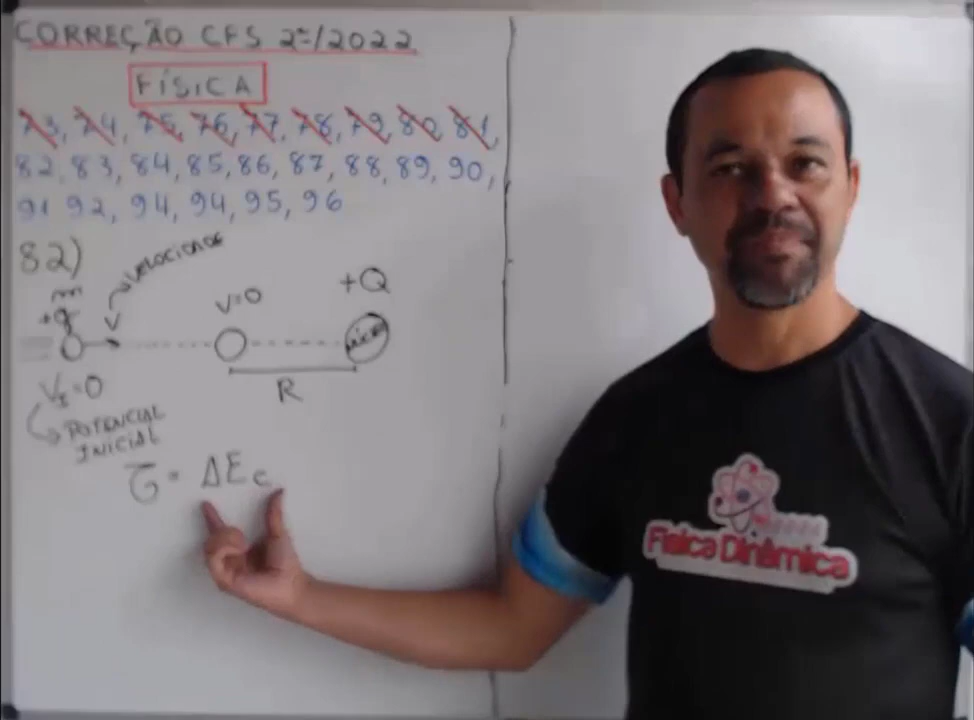 CORREÇÃO CFS 2º/2022
FÍSICA
73, 74, 75, 76, 77, 78, 79, 80, 81,
82, 83, 84, 85, 86, 87, 88, 89, 90,
91 92, 94, 94, 95, 96
82)
VELOCIDADE
m
+q
V
V=0
+Q
FIXA
V_I=0
R
POTENCIAL
INICIAL
τ = ΔEc
Física Dinâmica